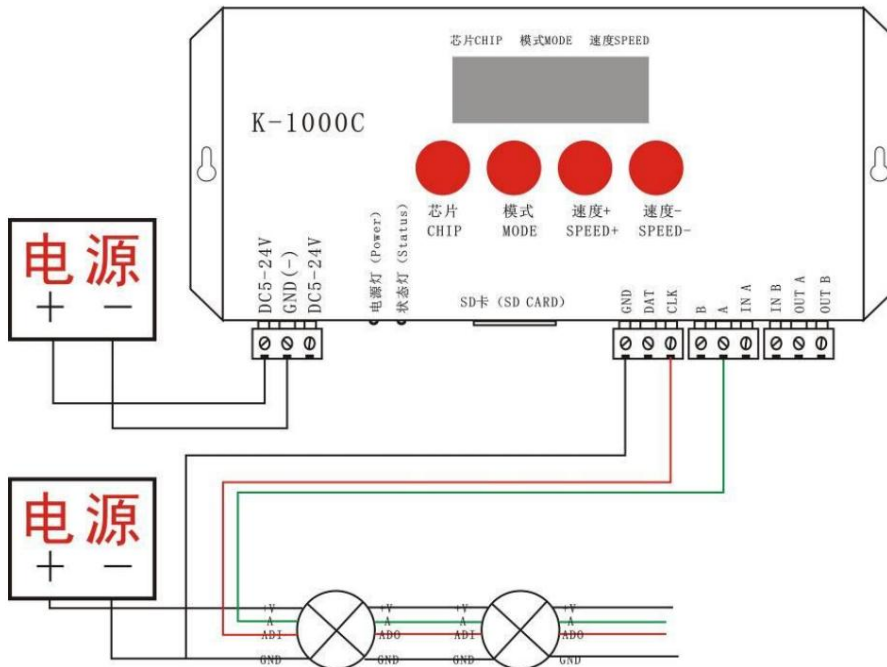 芯片CHIP 模式MODE 速度SPEED
K-1000C
芯片
CHIP
模式
MODE
速度+
SPEED+
速度-
SPEED-
电源
+ −
DC5-24V
GND(-)
DC5-24V
电源灯 (Power)
状态灯 (Status)
SD卡 (SD CARD)
GND
DAT
CLK
B
A
IN A
IN B
OUT A
OUT B
电源
+ −
+V +V +V +V
A A A A
ADI ADO ADI ADO
GND GND GND GND